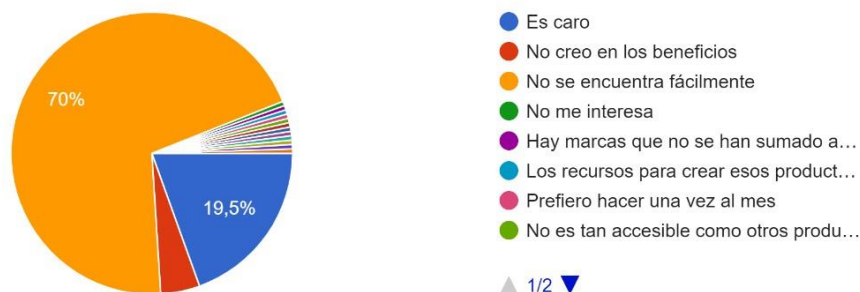 70%
19,5%
Es caro
No creo en los beneficios
No se encuentra fácilmente
No me interesa
Hay marcas que no se han sumado a…
Los recursos para crear esos product…
Prefiero hacer una vez al mes
No es tan accesible como otros produ…
1/2